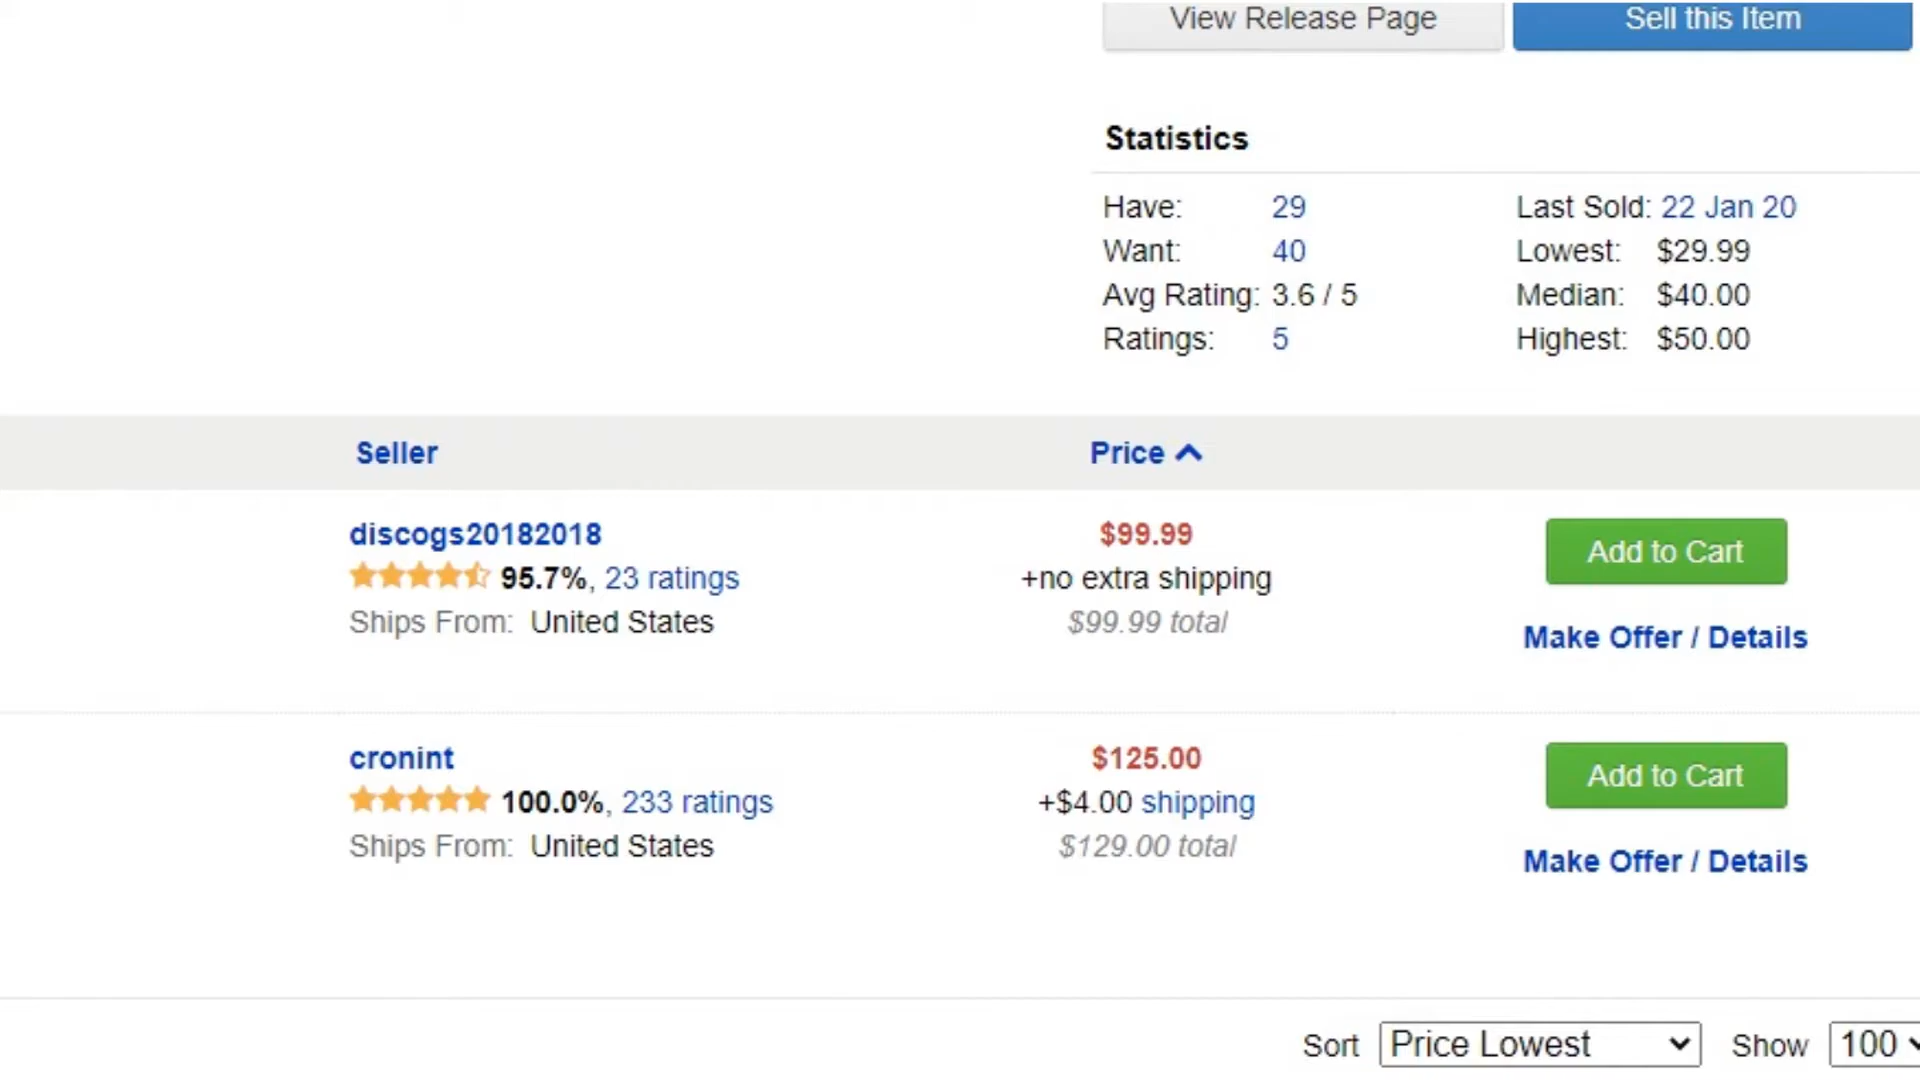 View Release Page
Sell this Item
Statistics
Have: 29
Last Sold: 22 Jan 20
Want: 40
Lowest: $29.99
Avg Rating: 3.6 / 5
Median: $40.00
Ratings: 5
Highest: $50.00
Seller
Price
discogs20182018
$99.99
Add to Cart
95.7%, 23 ratings
+no extra shipping
Ships From: United States
$99.99 total
Make Offer / Details
cronint
$125.00
Add to Cart
100.0%, 233 ratings
+$4.00 shipping
Ships From: United States
$129.00 total
Make Offer / Details
Sort Price Lowest Show 100